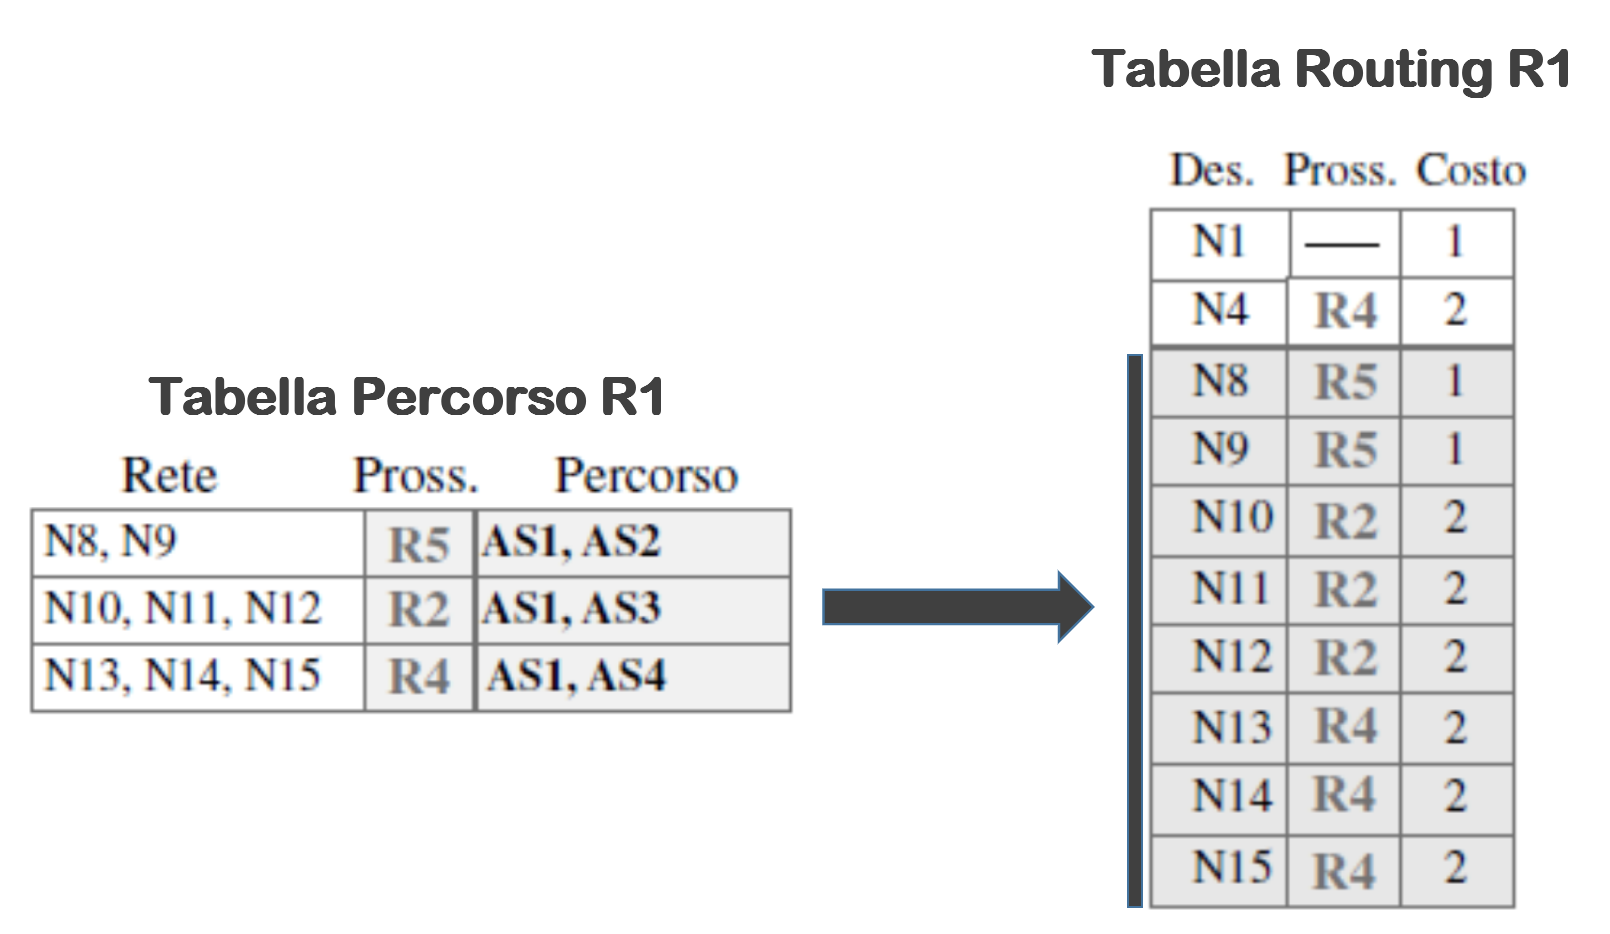 Tabella Routing R1
Des. Pross. Costo
N1 — 1
N4 R4 2
N8 R5 1
N9 R5 1
N10 R2 2
N11 R2 2
N12 R2 2
N13 R4 2
N14 R4 2
N15 R4 2
Tabella Percorso R1
Rete Pross. Percorso
N8, N9 R5 AS1, AS2
N10, N11, N12 R2 AS1, AS3
N13, N14, N15 R4 AS1, AS4